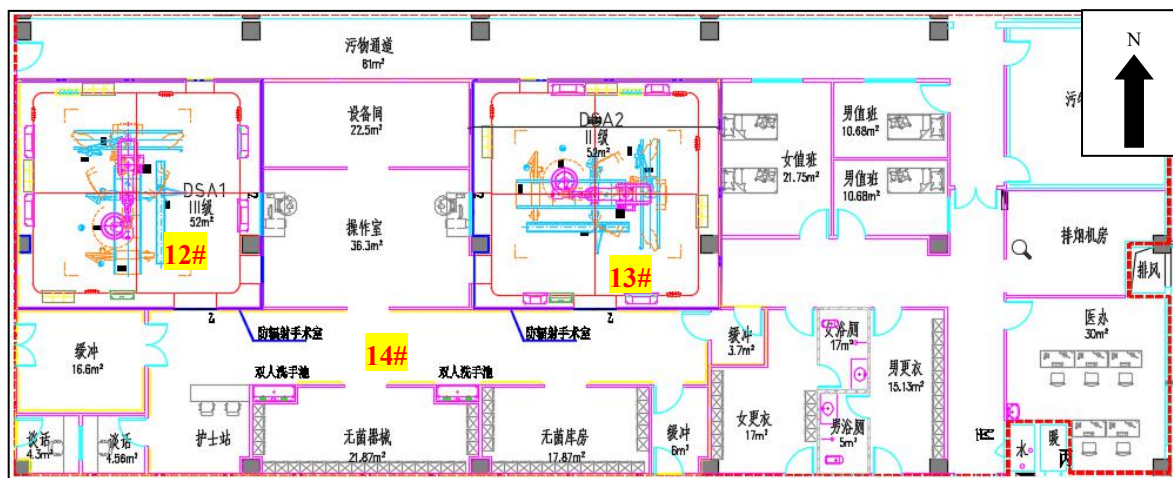 污物通道
81m²
N
设备间
22.5m²
DSA1
III级
52m²
12#
操作室
36.3m²
DSA2
II级
52m²
13#
女值班
21.75m²
男值班
10.68m²
男值班
10.68m²
污物
排烟机房
排风
缓冲
16.6m²
防辐射手术室
14#
防辐射手术室
双人洗手池
双人洗手池
缓冲
3.7m²
女浴厕
17m²
男更衣
15.13m²
医办
30m²
谈话
4.3m²
谈话
4.56m²
护士站
无菌器械
21.87m²
无菌库房
17.87m²
缓冲
6m²
女更衣
17m²
男浴厕
5m²
丙
水
暖